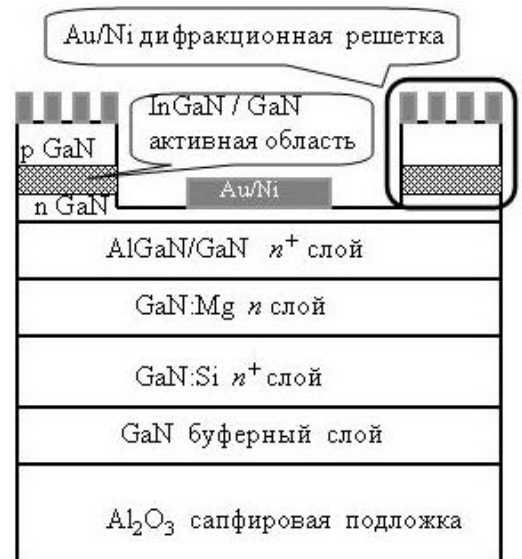 Au/Ni дифракционная решетка
InGaN / GaN
активная область
p GaN
Au/Ni
n GaN
AlGaN/GaN n⁺ слой
GaN:Mg n слой
GaN:Si n⁺ слой
GaN буферный слой
Al₂O₃ сапфировая подложка